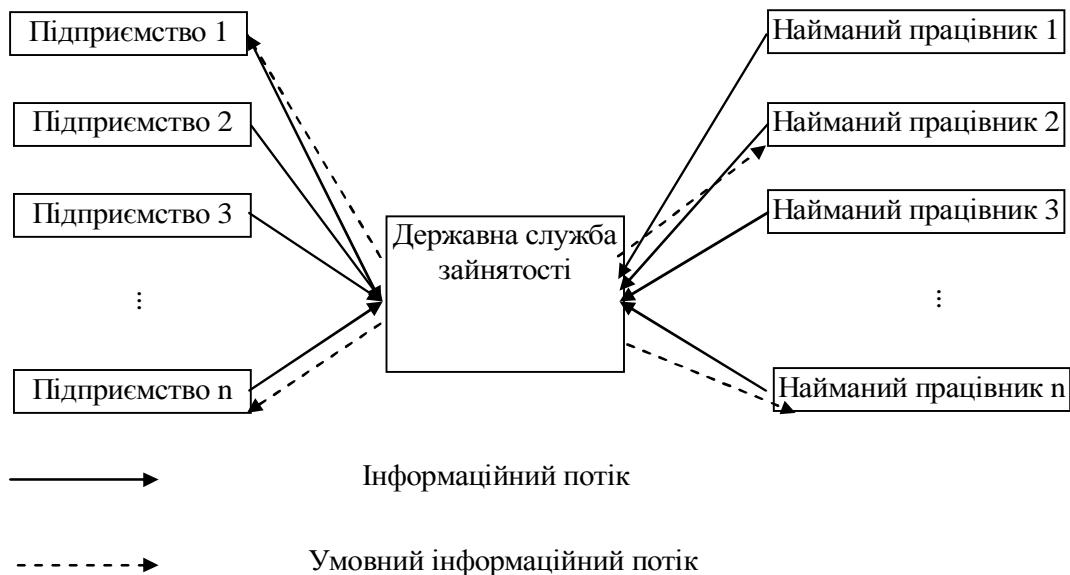 Підприємство 1
Найманий працівник 1
Підприємство 2
Найманий працівник 2
Підприємство 3
Найманий працівник 3
Державна служба
зайнятості
...
...
Підприємство n
Найманий працівник n
Інформаційний потік
Умовний інформаційний потік